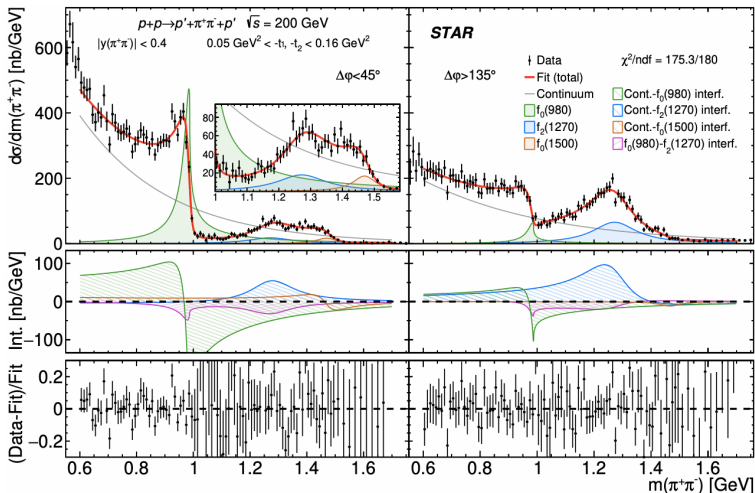 p+p→p'+π⁺π⁻+p' √s = 200 GeV
|y(π⁺π⁻)| < 0.4 0.05 GeV² < -t₁, -t₂ < 0.16 GeV²
STAR
Δφ<45°
Δφ>135°
Data
χ²/ndf = 175.3/180
Fit (total)
Continuum
Cont.-f₀(980) interf.
f₀(980)
Cont.-f₂(1270) interf.
f₂(1270)
Cont.-f₀(1500) interf.
f₀(1500)
f₀(980)-f₂(1270) interf.
dσ/dm(π⁺π⁻) [nb/GeV]
600
400
200
0
80
60
40
20
1 1.1 1.2 1.3 1.4 1.5
Int. [nb/GeV]
100
0
−100
(Data-Fit)/Fit
0.2
0
−0.2
0.6 0.8 1 1.2 1.4 1.6
0.6 0.8 1 1.2 1.4 1.6
m(π⁺π⁻) [GeV]